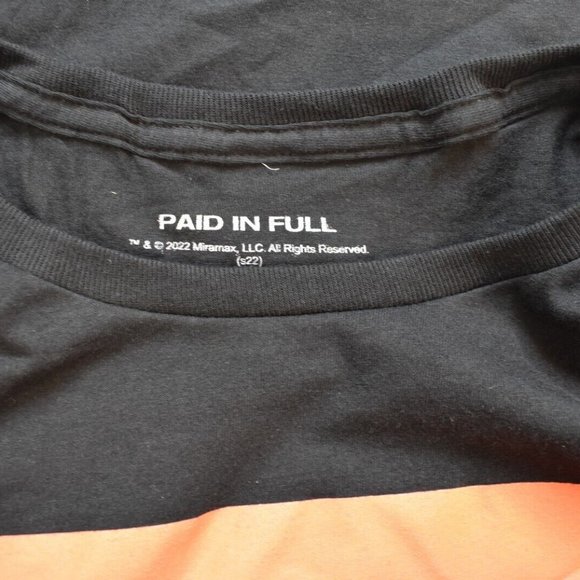 PAID IN FULL
™ & © 2022 Miramax, LLC. All Rights Reserved.
(s22)